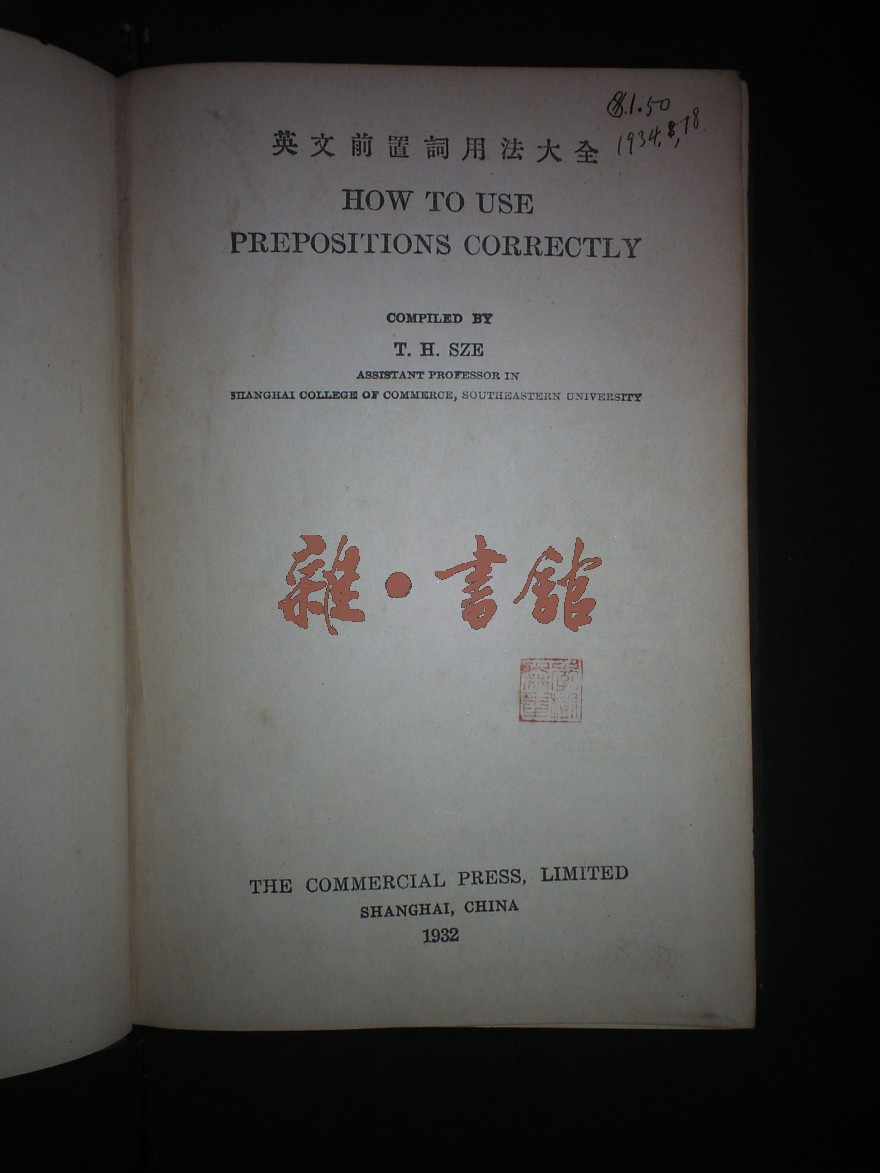 $1.50
1934,8,18.
英文前置詞用法大全
HOW TO USE
PREPOSITIONS CORRECTLY
COMPILED BY
T. H. SZE
ASSISTANT PROFESSOR IN
SHANGHAI COLLEGE OF COMMERCE, SOUTHEASTERN UNIVERSITY
雜•書館
THE COMMERCIAL PRESS, LIMITED
SHANGHAI, CHINA
1932